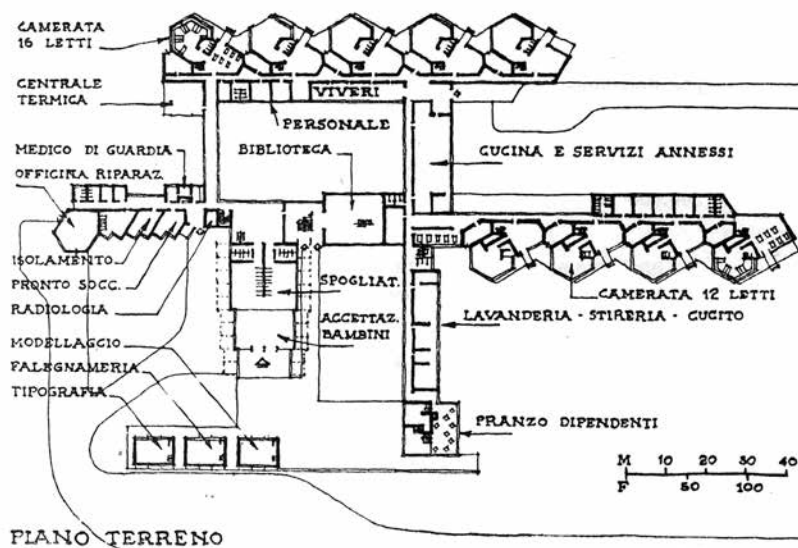 CAMERATA
16 LETTI
CENTRALE
TERMICA
VIVERI
PERSONALE
MEDICO DI GUARDIA
BIBLIOTECA
CUCINA E SERVIZI ANNESSI
OFFICINA RIPARAZ.
ISOLAMENTO
PRONTO SOCC.
RADIOLOGIA
SPOGLIAT.
CAMERATA 12 LETTI
ACCETTAZ.
BAMBINI
LAVANDERIA - STIRERIA - CUCITO
MODELLAGGIO
FALEGNAMERIA
TIPOGRAFIA
PRANZO DIPENDENTI
M 10 20 30 40
F 50 100
PIANO TERRENO